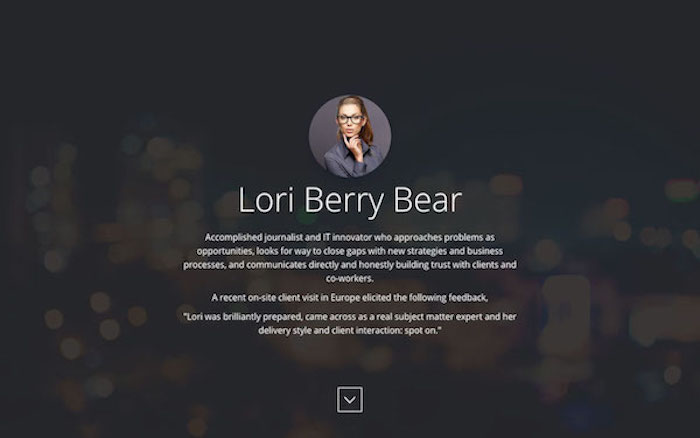 Lori Berry Bear
Accomplished journalist and IT innovator who approaches problems as
opportunities, looks for way to close gaps with new strategies and business
processes, and communicates directly and honestly building trust with clients and
co-workers.
A recent on-site client visit in Europe elicited the following feedback,
"Lori was brilliantly prepared, came across as a real subject matter expert and her
delivery style and client interaction: spot on."